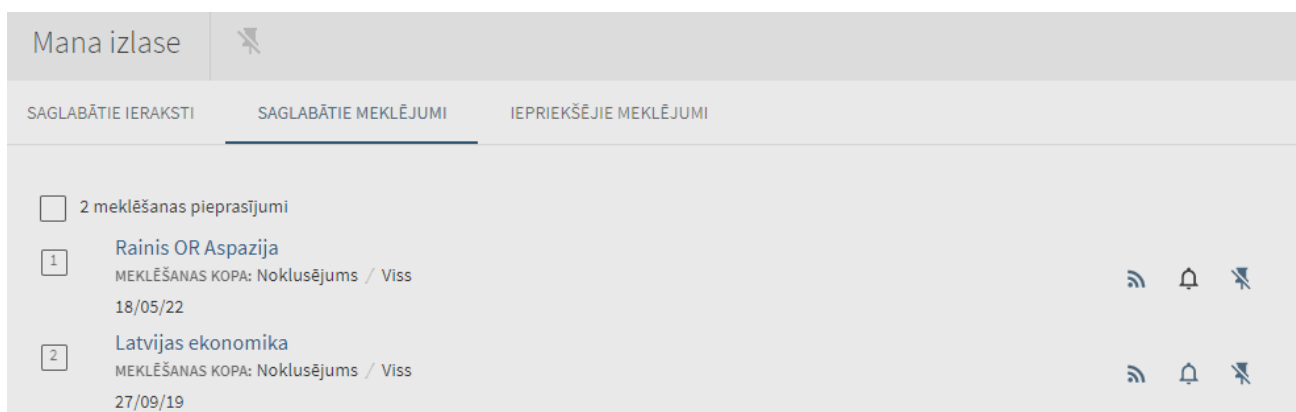 Mana izlase
SAGLABĀTIE IERAKSTI SAGLABĀTIE MEKLĒJUMI IEPRIEKŠĒJIE MEKLĒJUMI
2 meklēšanas pieprasījumi
1 Rainis OR Aspazija
MEKLĒŠANAS KOPA: Noklusējums / Viss
18/05/22
2 Latvijas ekonomika
MEKLĒŠANAS KOPA: Noklusējums / Viss
27/09/19